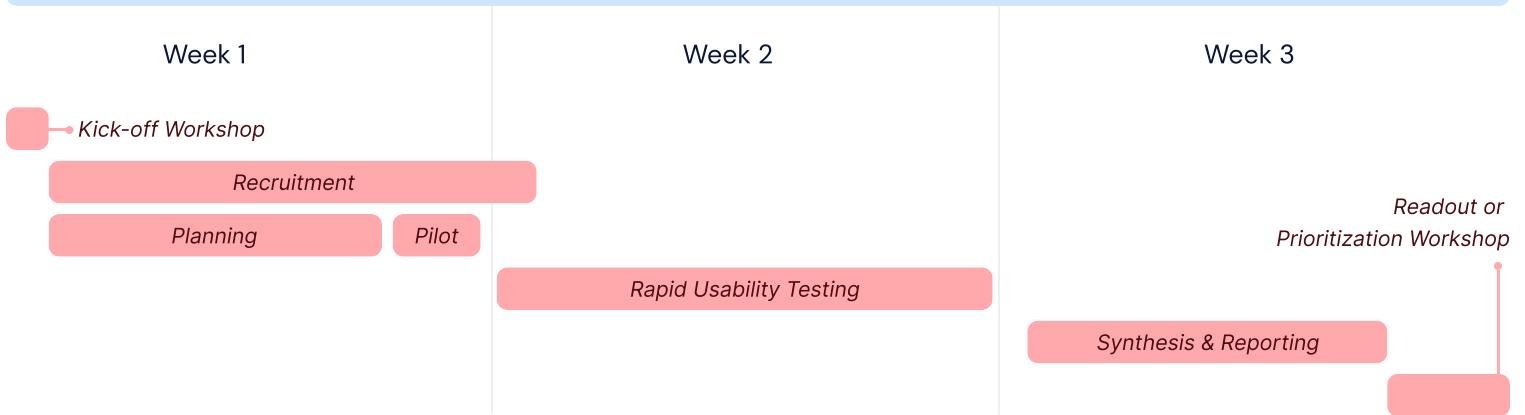 Week 1
Week 2
Week 3
Kick-off Workshop
Recruitment
Readout or
Prioritization Workshop
Planning
Pilot
Rapid Usability Testing
Synthesis & Reporting